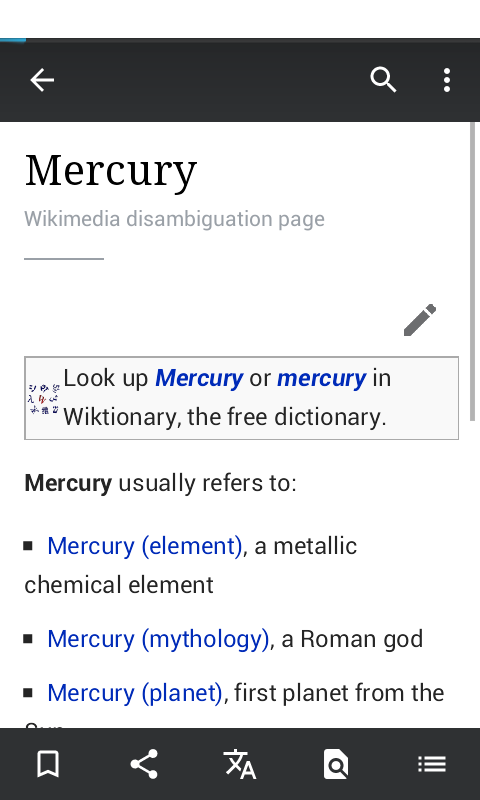 Mercury
Wikimedia disambiguation page
Look up Mercury or mercury in
Wiktionary, the free dictionary.
Mercury usually refers to:
▪ Mercury (element), a metallic
chemical element
▪ Mercury (mythology), a Roman god
▪ Mercury (planet), first planet from the
Sun